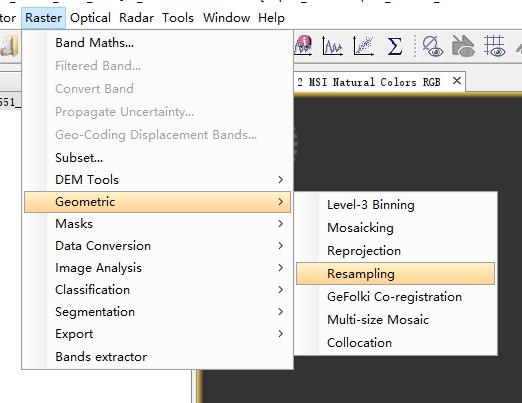 tor Raster Optical Radar Tools Window Help
Band Maths...
Filtered Band...
Convert Band
Propagate Uncertainty...
Geo-Coding Displacement Bands...
Subset...
DEM Tools
Geometric
Masks
Data Conversion
Image Analysis
Classification
Segmentation
Export
Bands extractor
551_
2 MSI Natural Colors RGB
Level-3 Binning
Mosaicking
Reprojection
Resampling
GeFolki Co-registration
Multi-size Mosaic
Collocation